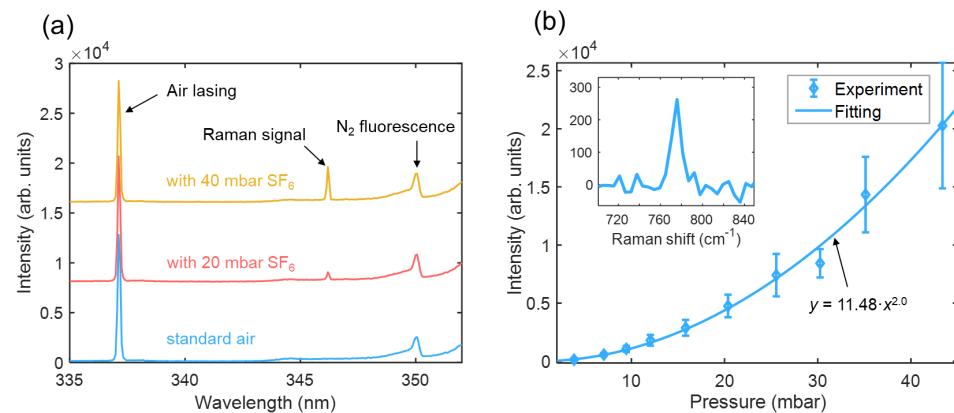 (a)
×10⁴
3
2.5
2
1.5
1
0.5
0
335
340
345
350
Intensity (arb. units)
Wavelength (nm)
Air lasing
Raman signal
N₂ fluorescence
with 40 mbar SF₆
with 20 mbar SF₆
standard air
(b)
×10⁴
2.5
2
1.5
1
0.5
0
10
20
30
40
Intensity (arb. units)
Pressure (mbar)
300
200
100
0
720
760
800
840
Raman shift (cm⁻¹)
Experiment
Fitting
y = 11.48·x²·⁰